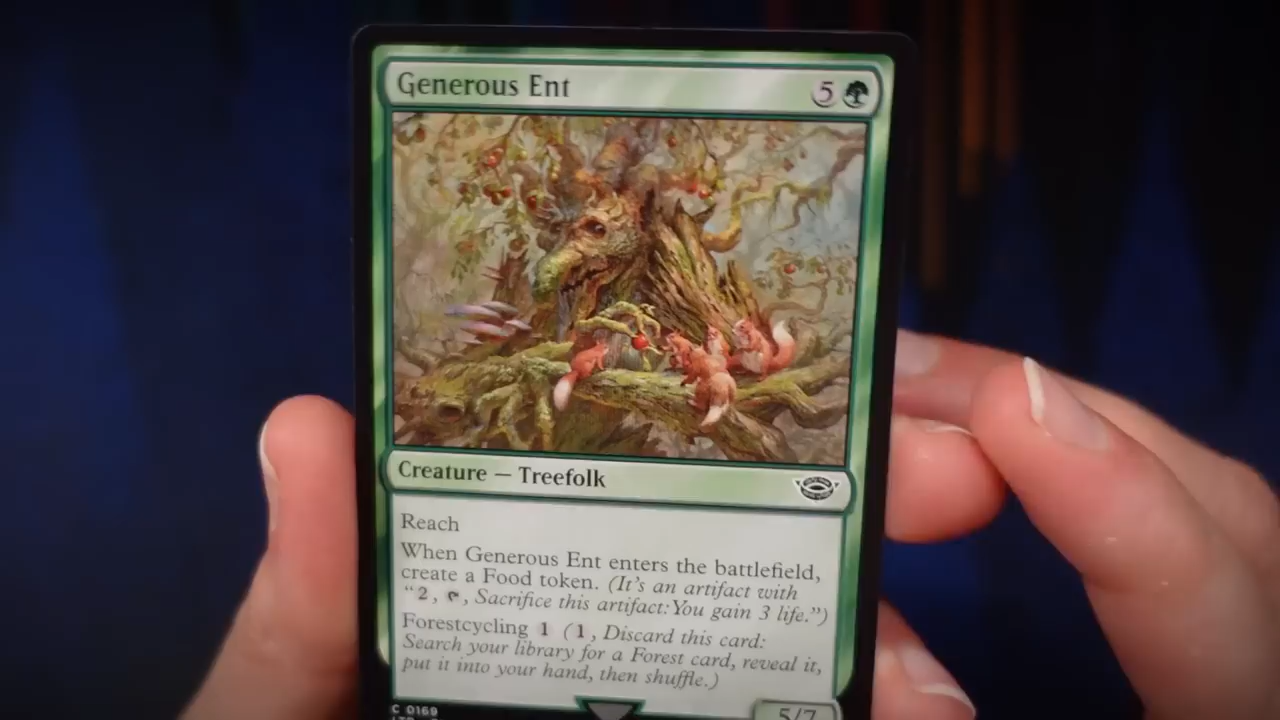 Generous Ent 5
Creature — Treefolk
Reach
When Generous Ent enters the battlefield,
create a Food token. (It's an artifact with
“2, , Sacrifice this artifact: You gain 3 life.”)
Forestcycling 1 (1, Discard this card:
Search your library for a Forest card, reveal it,
put it into your hand, then shuffle.)
C 0169
5/7